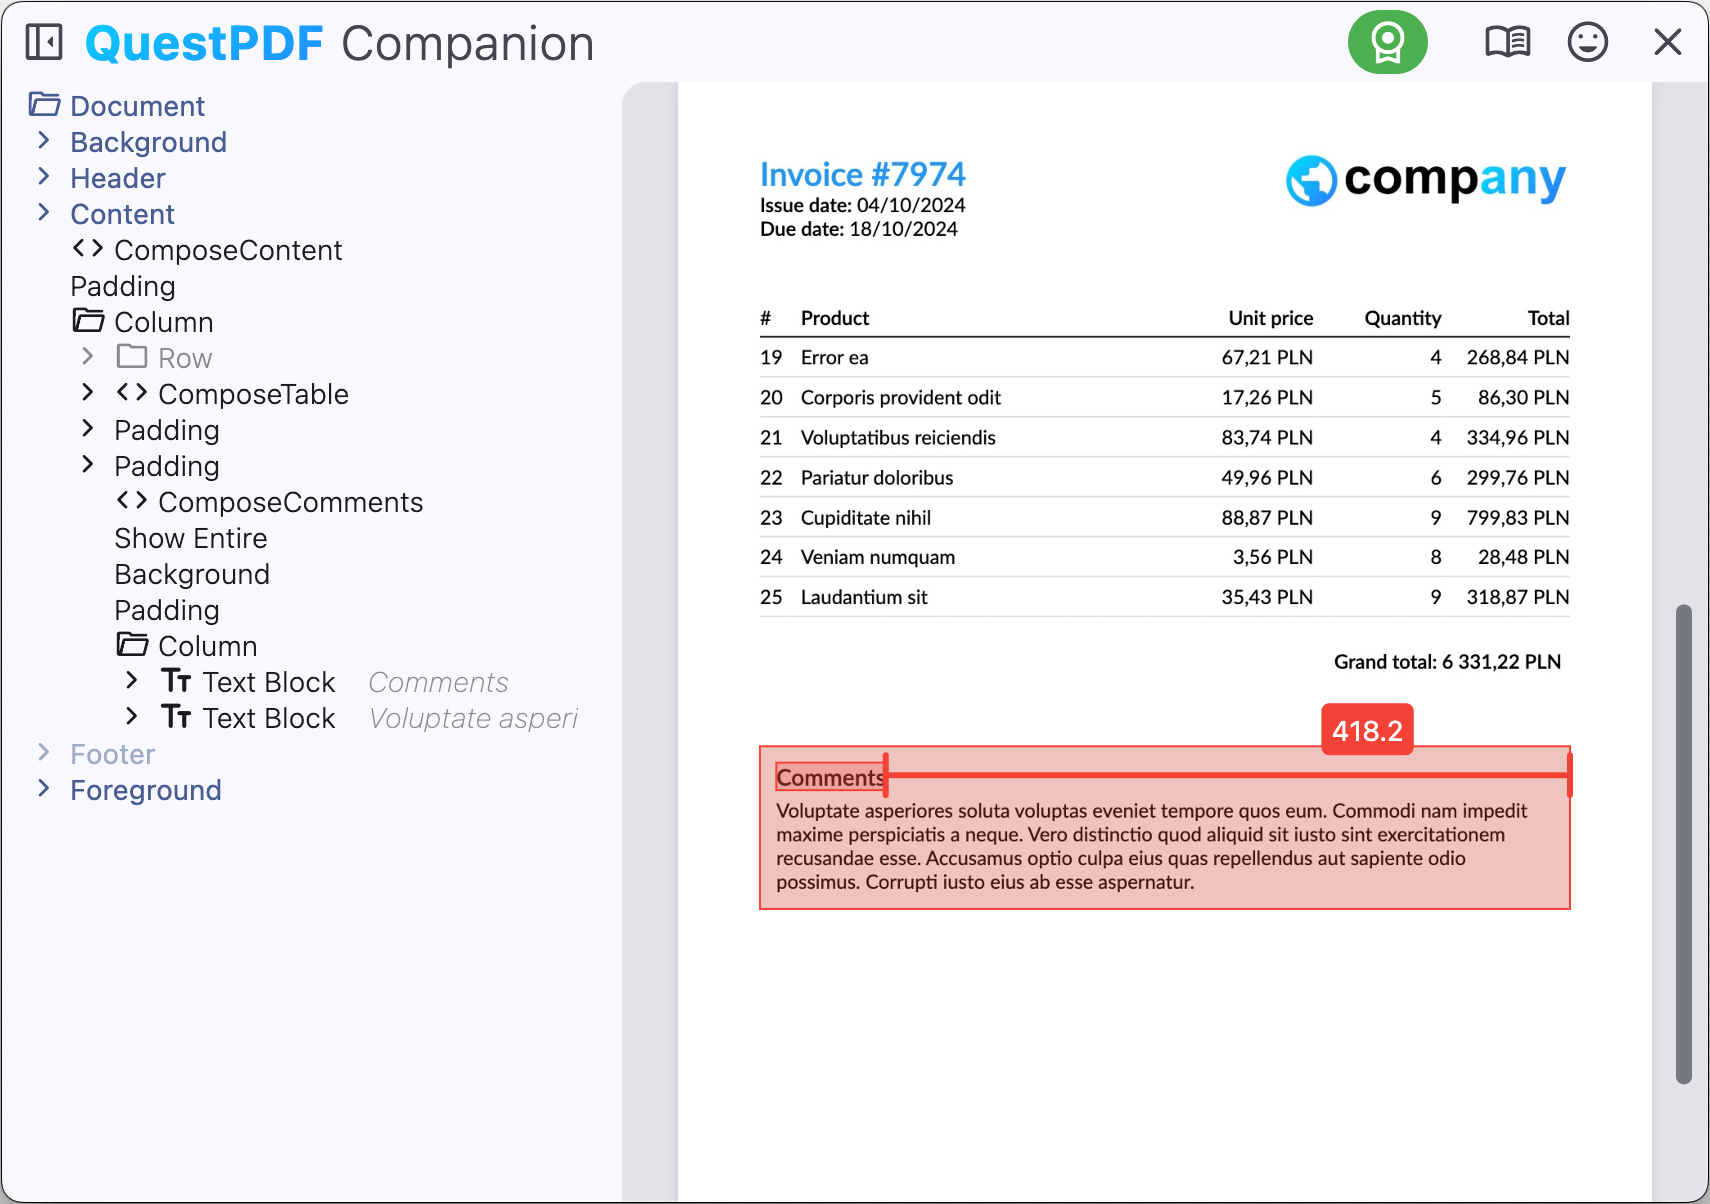 QuestPDF Companion
Document
Background
Header
Content
ComposeContent
Padding
Column
Row
ComposeTable
Padding
Padding
ComposeComments
Show Entire
Background
Padding
Column
Text Block Comments
Text Block Voluptate asperi
Footer
Foreground
Invoice #7974
Issue date: 04/10/2024
Due date: 18/10/2024
company
# Product Unit price Quantity Total
19 Error ea 67,21 PLN 4 268,84 PLN
20 Corporis provident odit 17,26 PLN 5 86,30 PLN
21 Voluptatibus reiciendis 83,74 PLN 4 334,96 PLN
22 Pariatur doloribus 49,96 PLN 6 299,76 PLN
23 Cupiditate nihil 88,87 PLN 9 799,83 PLN
24 Veniam numquam 3,56 PLN 8 28,48 PLN
25 Laudantium sit 35,43 PLN 9 318,87 PLN
Grand total: 6 331,22 PLN
418.2
Comments
Voluptate asperiores soluta voluptas eveniet tempore quos eum. Commodi nam impedit
maxime perspiciatis a neque. Vero distinctio quod aliquid sit iusto sint exercitationem
recusandae esse. Accusamus optio culpa eius quas repellendus aut sapiente odio
possimus. Corrupti iusto eius ab esse aspernatur.